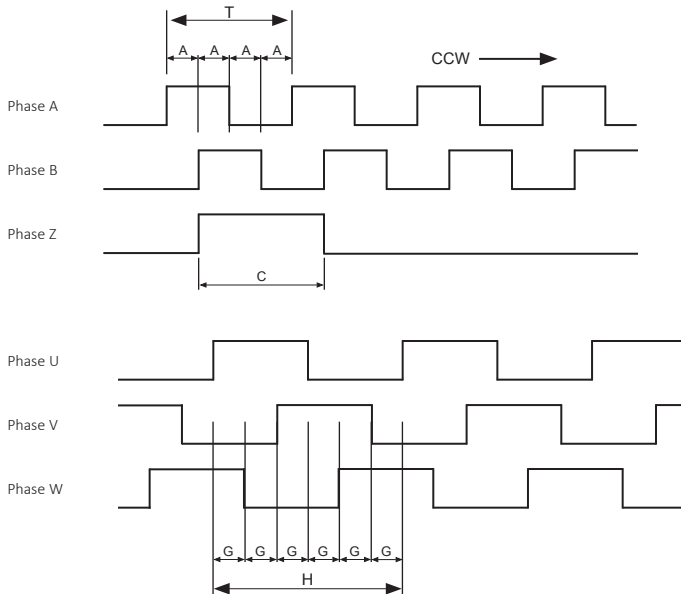 T
A A A A
CCW
Phase A
Phase B
Phase Z
C
Phase U
Phase V
Phase W
G G G G G G
H